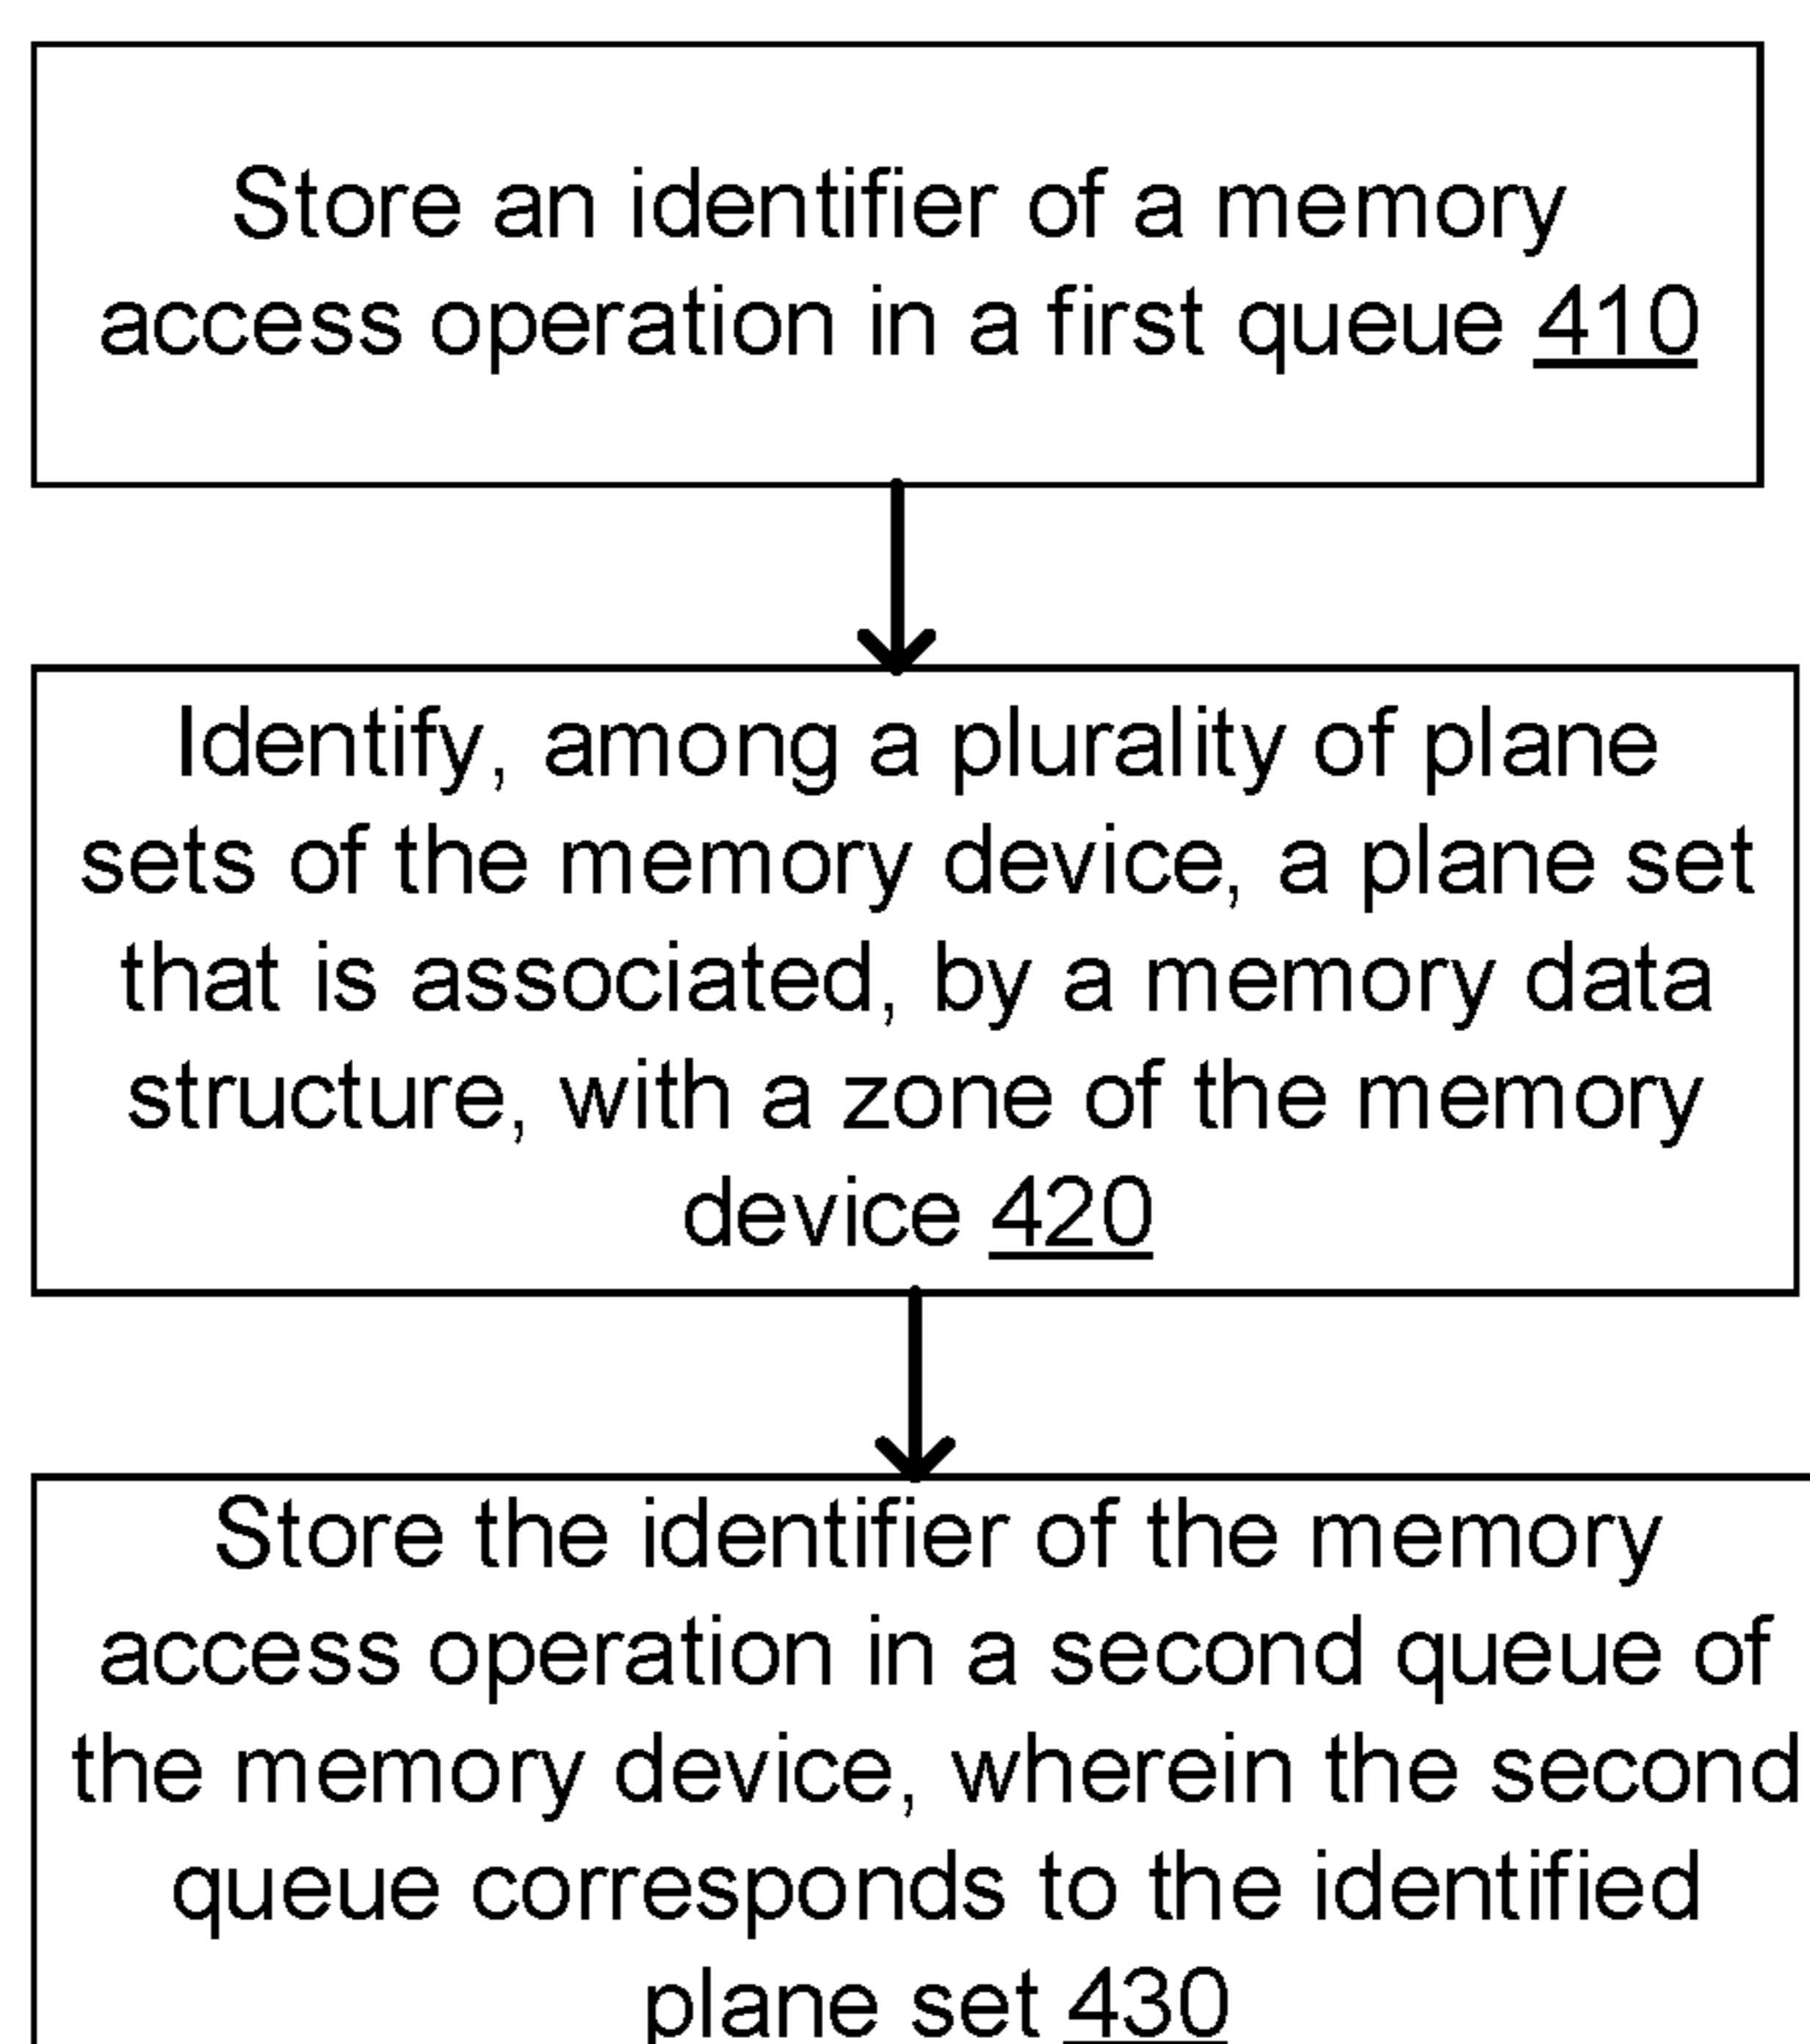 Store an identifier of a memory
access operation in a first queue 410
Identify, among a plurality of plane
sets of the memory device, a plane set
that is associated, by a memory data
structure, with a zone of the memory
device 420
Store the identifier of the memory
access operation in a second queue of
the memory device, wherein the second
queue corresponds to the identified
plane set 430